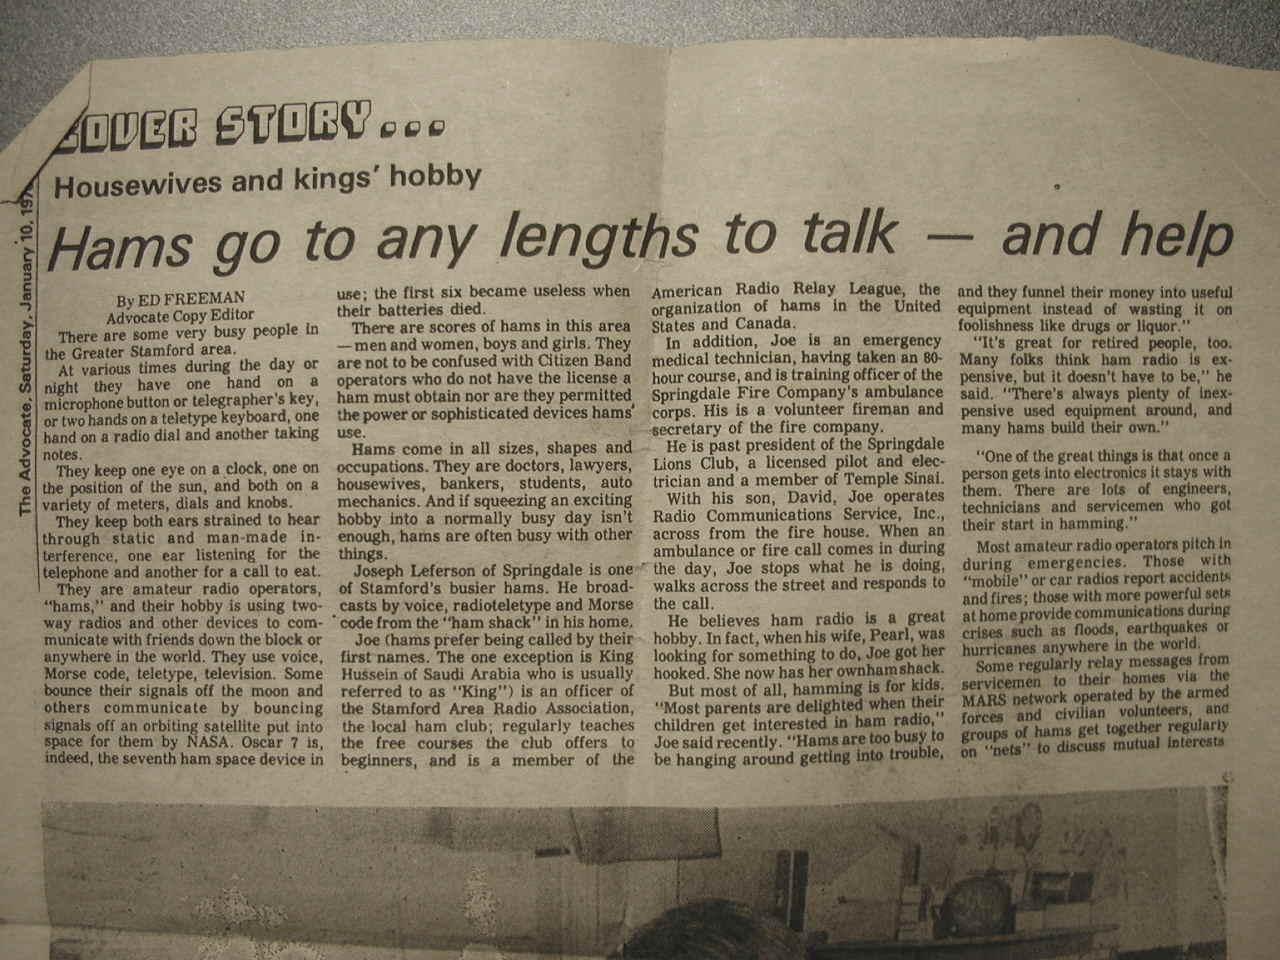 OVER STORY...
Housewives and kings' hobby
Hams go to any lengths to talk — and help
The Advocate, Saturday, January 10, 197
By ED FREEMAN
Advocate Copy Editor
There are some very busy people in
the Greater Stamford area.
At various times during the day or
night they have one hand on a
microphone button or telegrapher's key,
or two hands on a teletype keyboard, one
hand on a radio dial and another taking
notes.
They keep one eye on a clock, one on
the position of the sun, and both on a
variety of meters, dials and knobs.
They keep both ears strained to hear
through static and man-made in-
terference, one ear listening for the
telephone and another for a call to eat.
They are amateur radio operators,
"hams," and their hobby is using two-
way radios and other devices to com-
municate with friends down the block or
anywhere in the world. They use voice,
Morse code, teletype, television. Some
bounce their signals off the moon and
others communicate by bouncing
signals off an orbiting satellite put into
space for them by NASA. Oscar 7 is,
indeed, the seventh ham space device in
use; the first six became useless when
their batteries died.
There are scores of hams in this area
—men and women, boys and girls. They
are not to be confused with Citizen Band
operators who do not have the license a
ham must obtain nor are they permitted
the power or sophisticated devices hams'
use.
Hams come in all sizes, shapes and
occupations. They are doctors, lawyers,
housewives, bankers, students, auto
mechanics. And if squeezing an exciting
hobby into a normally busy day isn't
enough, hams are often busy with other
things.
Joseph Leferson of Springdale is one
of Stamford's busier hams. He broad-
casts by voice, radioteletype and Morse
code from the "ham shack" in his home.
Joe (hams prefer being called by their
first names. The one exception is King
Hussein of Saudi Arabia who is usually
referred to as "King") is an officer of
the Stamford Area Radio Association,
the local ham club; regularly teaches
the free courses the club offers to
beginners, and is a member of the
American Radio Relay League, the
organization of hams in the United
States and Canada.
In addition, Joe is an emergency
medical technician, having taken an 80-
hour course, and is training officer of the
Springdale Fire Company's ambulance
corps. His is a volunteer fireman and
secretary of the fire company.
He is past president of the Springdale
Lions Club, a licensed pilot and elec-
trician and a member of Temple Sinai.
With his son, David, Joe operates
Radio Communications Service, Inc.,
across from the fire house. When an
ambulance or fire call comes in during
the day, Joe stops what he is doing,
walks across the street and responds to
the call.
He believes ham radio is a great
hobby. In fact, when his wife, Pearl, was
looking for something to do, Joe got her
hooked. She now has her own ham shack.
But most of all, hamming is for kids.
"Most parents are delighted when their
children get interested in ham radio,"
Joe said recently. "Hams are too busy to
be hanging around getting into trouble,
and they funnel their money into useful
equipment instead of wasting it on
foolishness like drugs or liquor."
"It's great for retired people, too.
Many folks think ham radio is ex-
pensive, but it doesn't have to be," he
said. "There's always plenty of inex-
pensive used equipment around, and
many hams build their own."
"One of the great things is that once a
person gets into electronics it stays with
them. There are lots of engineers,
technicians and servicemen who got
their start in hamming."
Most amateur radio operators pitch in
during emergencies. Those with
"mobile" or car radios report accidents
and fires; those with more powerful sets
at home provide communications during
crises such as floods, earthquakes or
hurricanes anywhere in the world.
Some regularly relay messages from
servicemen to their homes via the
MARS network operated by the armed
forces and civilian volunteers, and
groups of hams get together regularly
on "nets" to discuss mutual interests